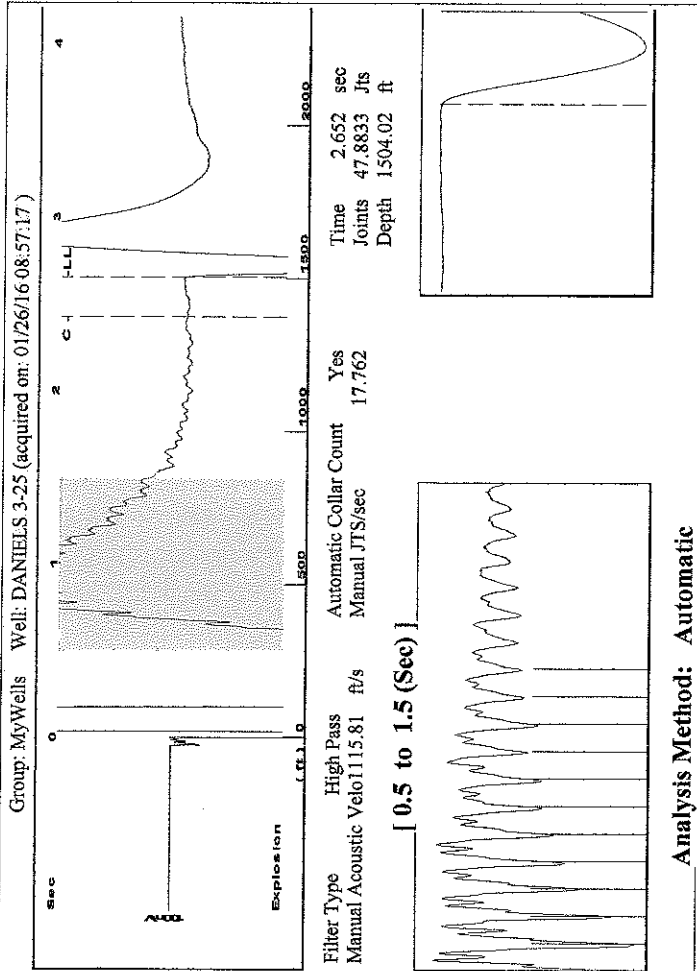 Group: MyWells Well: DANIELS 3-25 (acquired on: 01/26/16 08:57:17)
Sec 0 1 2 C 3 4
LL
Explosion
(ft) 0 500 1000 1500 2000
Filter Type High Pass Automatic Collar Count Yes Time 2.652 sec
Manual Acoustic Velo1115.81 ft/s Manual JTS/sec 17.762 Joints 47.8833 Jts
Depth 1504.02 ft
[ 0.5 to 1.5 (Sec) ]
Analysis Method: Automatic